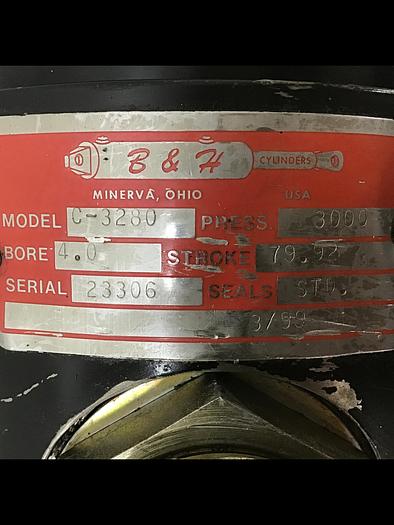 B & H CYLINDERS
MINERVA, OHIO USA
MODEL C-3280 PRESS. 3000
BORE 4.0 STROKE 79.92
SERIAL 23306 SEALS STD.
3/99